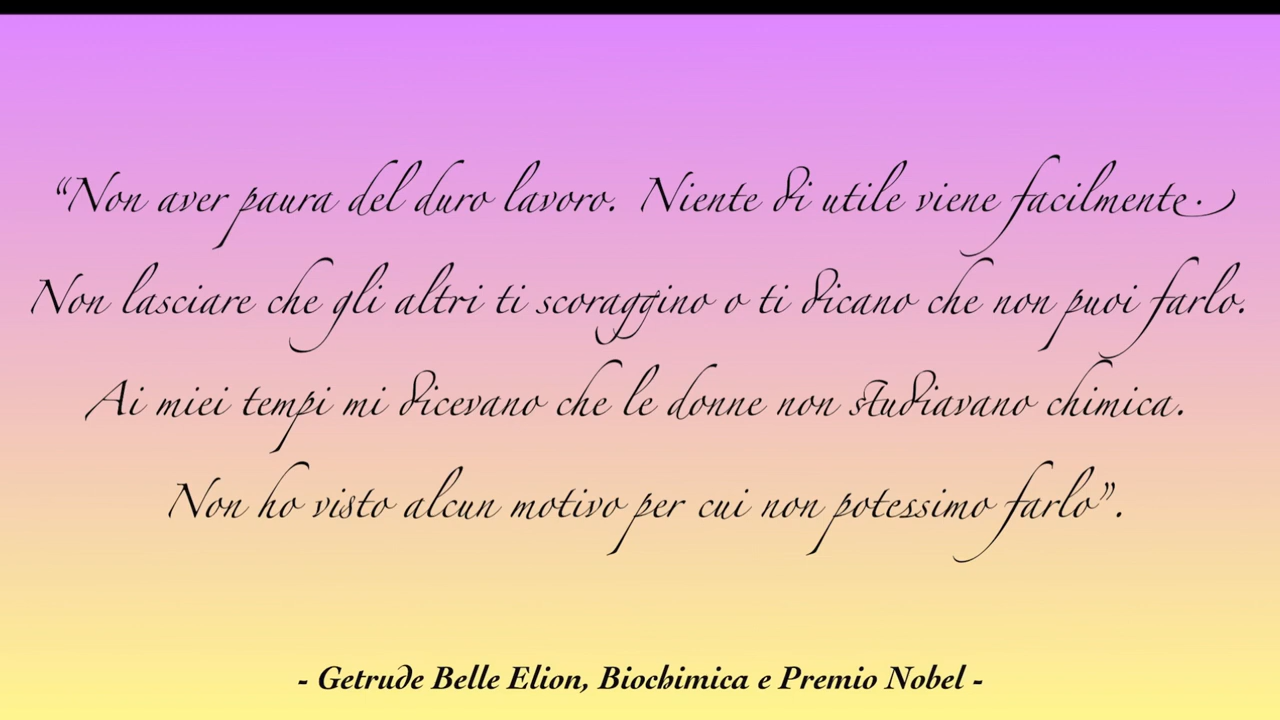 “Non aver paura del duro lavoro. Niente di utile viene facilmente.
Non lasciare che gli altri ti scoraggino o ti dicano che non puoi farlo.
Ai miei tempi mi dicevano che le donne non studiavano chimica.
Non ho visto alcun motivo per cui non potessimo farlo”.
- Getrude Belle Elion, Biochimica e Premio Nobel -